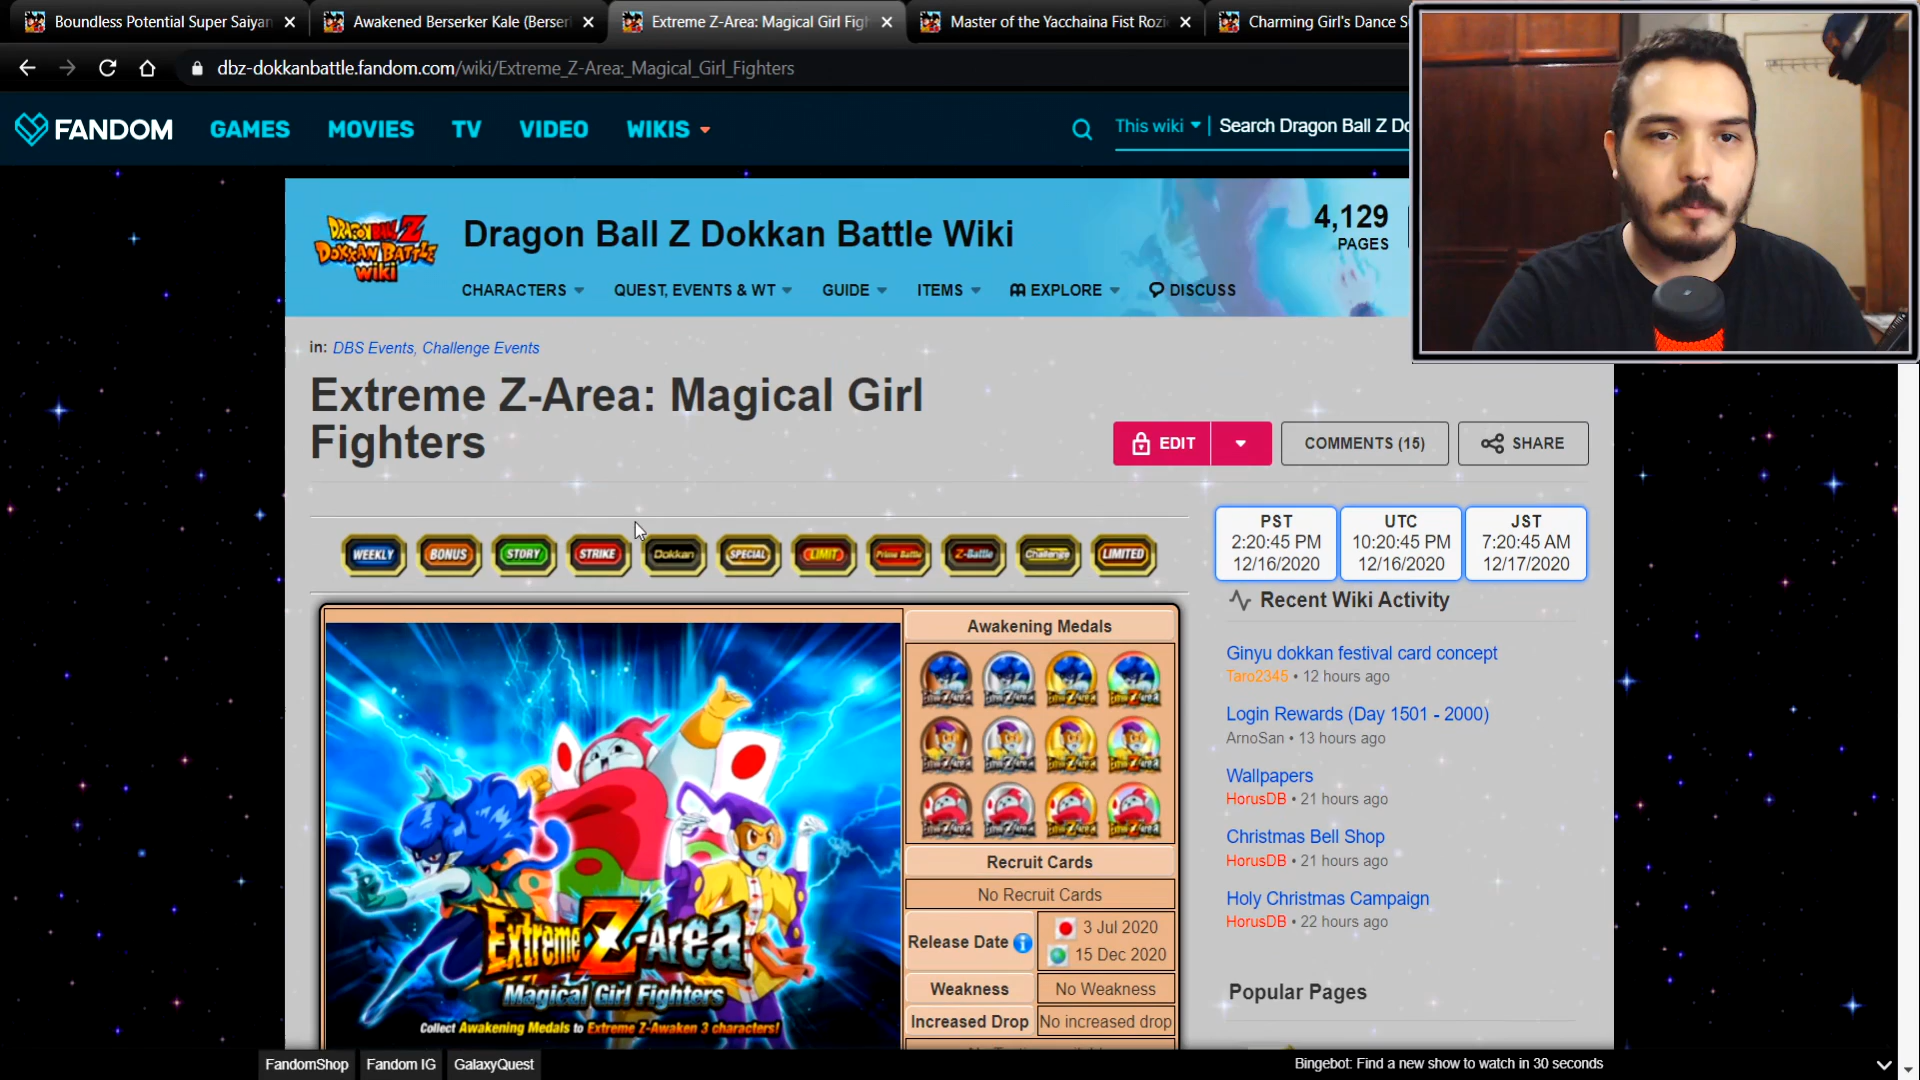 Boundless Potential Super Saiyan
Awakened Berserker Kale (Berser
Extreme Z-Area: Magical Girl Figh
Master of the Yacchaina Fist Rozie
Charming Girl's Dance S
dbz-dokkanbattle.fandom.com/wiki/Extreme_Z-Area:_Magical_Girl_Fighters
FANDOM
GAMES
MOVIES
TV
VIDEO
WIKIS
This wiki
Search Dragon Ball Z Do
DRAGON BALL Z
DOKKAN BATTLE
wiki
Dragon Ball Z Dokkan Battle Wiki
4,129
PAGES
CHARACTERS
QUEST, EVENTS & WT
GUIDE
ITEMS
EXPLORE
DISCUSS
in: DBS Events, Challenge Events
Extreme Z-Area: Magical Girl
Fighters
EDIT
COMMENTS (15)
SHARE
WEEKLY
BONUS
STORY
STRIKE
Dokkan
SPECIAL
LIMIT
Prime Battle
Z-Battle
Challenge
LIMITED
PST
2:20:45 PM
12/16/2020
UTC
10:20:45 PM
12/16/2020
JST
7:20:45 AM
12/17/2020
Awakening Medals
Recruit Cards
No Recruit Cards
Release Date
3 Jul 2020
15 Dec 2020
Weakness
No Weakness
Increased Drop
No increased drop
Extreme Z-Area
Magical Girl Fighters
Collect Awakening Medals to Extreme Z-Awaken 3 characters!
Recent Wiki Activity
Ginyu dokkan festival card concept
Taro2345 • 12 hours ago
Login Rewards (Day 1501 - 2000)
ArnoSan • 13 hours ago
Wallpapers
HorusDB • 21 hours ago
Christmas Bell Shop
HorusDB • 21 hours ago
Holy Christmas Campaign
HorusDB • 22 hours ago
Popular Pages
FandomShop
Fandom IG
GalaxyQuest
Bingebot: Find a new show to watch in 30 seconds